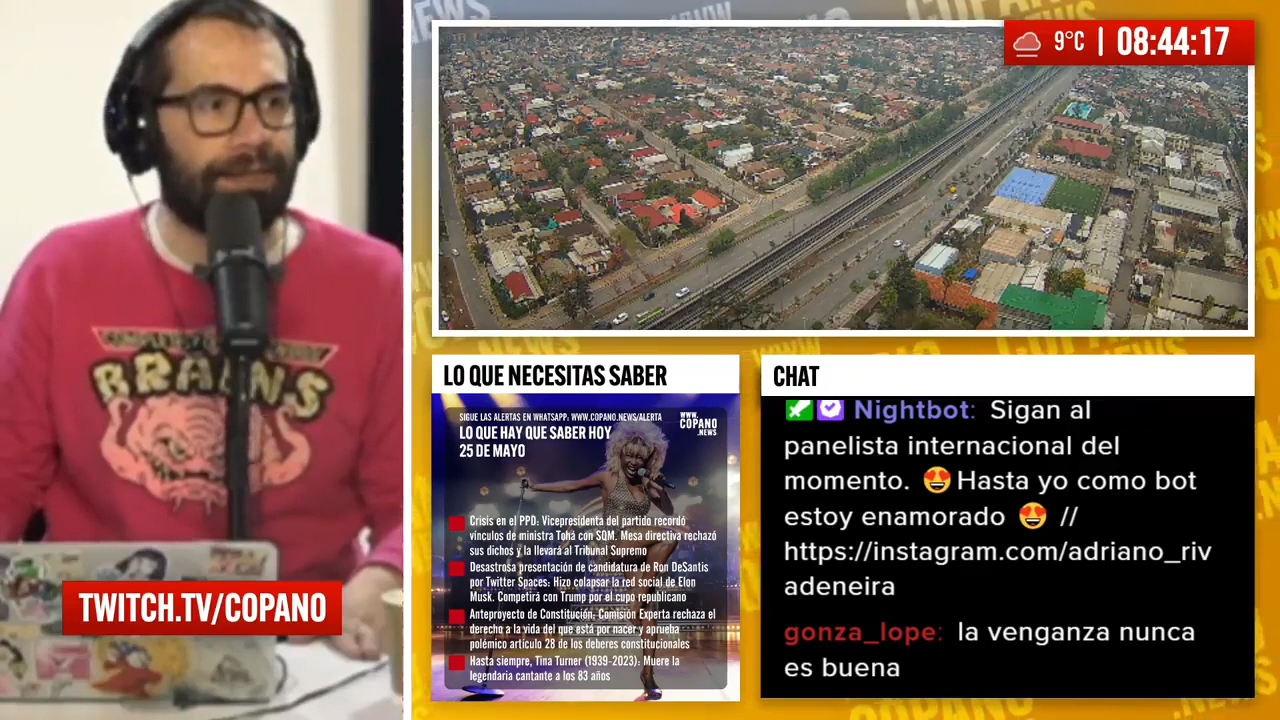 BRAINS
TWITCH.TV/COPANO
9°C | 08:44:17
LO QUE NECESITAS SABER
SIGUE LAS ALERTAS EN WHATSAPP: WWW.COPANO.NEWS/ALERTA
WWW.
COPANO
.NEWS
LO QUE HAY QUE SABER HOY
25 DE MAYO
Crisis en el PPD: Vicepresidenta del partido recordó
vínculos de ministra Tohá con SQM. Mesa directiva rechazó
sus dichos y la llevará al Tribunal Supremo
Desastrosa presentación de candidatura de Ron DeSantis
por Twitter Spaces: Hizo colapsar la red social de Elon
Musk. Competirá con Trump por el cupo republicano
Anteproyecto de Constitución: Comisión Experta rechaza el
derecho a la vida del que está por nacer y aprueba
polémico artículo 28 de los deberes constitucionales
Hasta siempre, Tina Turner (1939-2023): Muere la
legendaria cantante a los 83 años
CHAT
Nightbot: Sigan al
panelista internacional del
momento. 😍 Hasta yo como bot
estoy enamorado 😍 //
https://instagram.com/adriano_riv
adeneira
gonza_lope: la venganza nunca
es buena